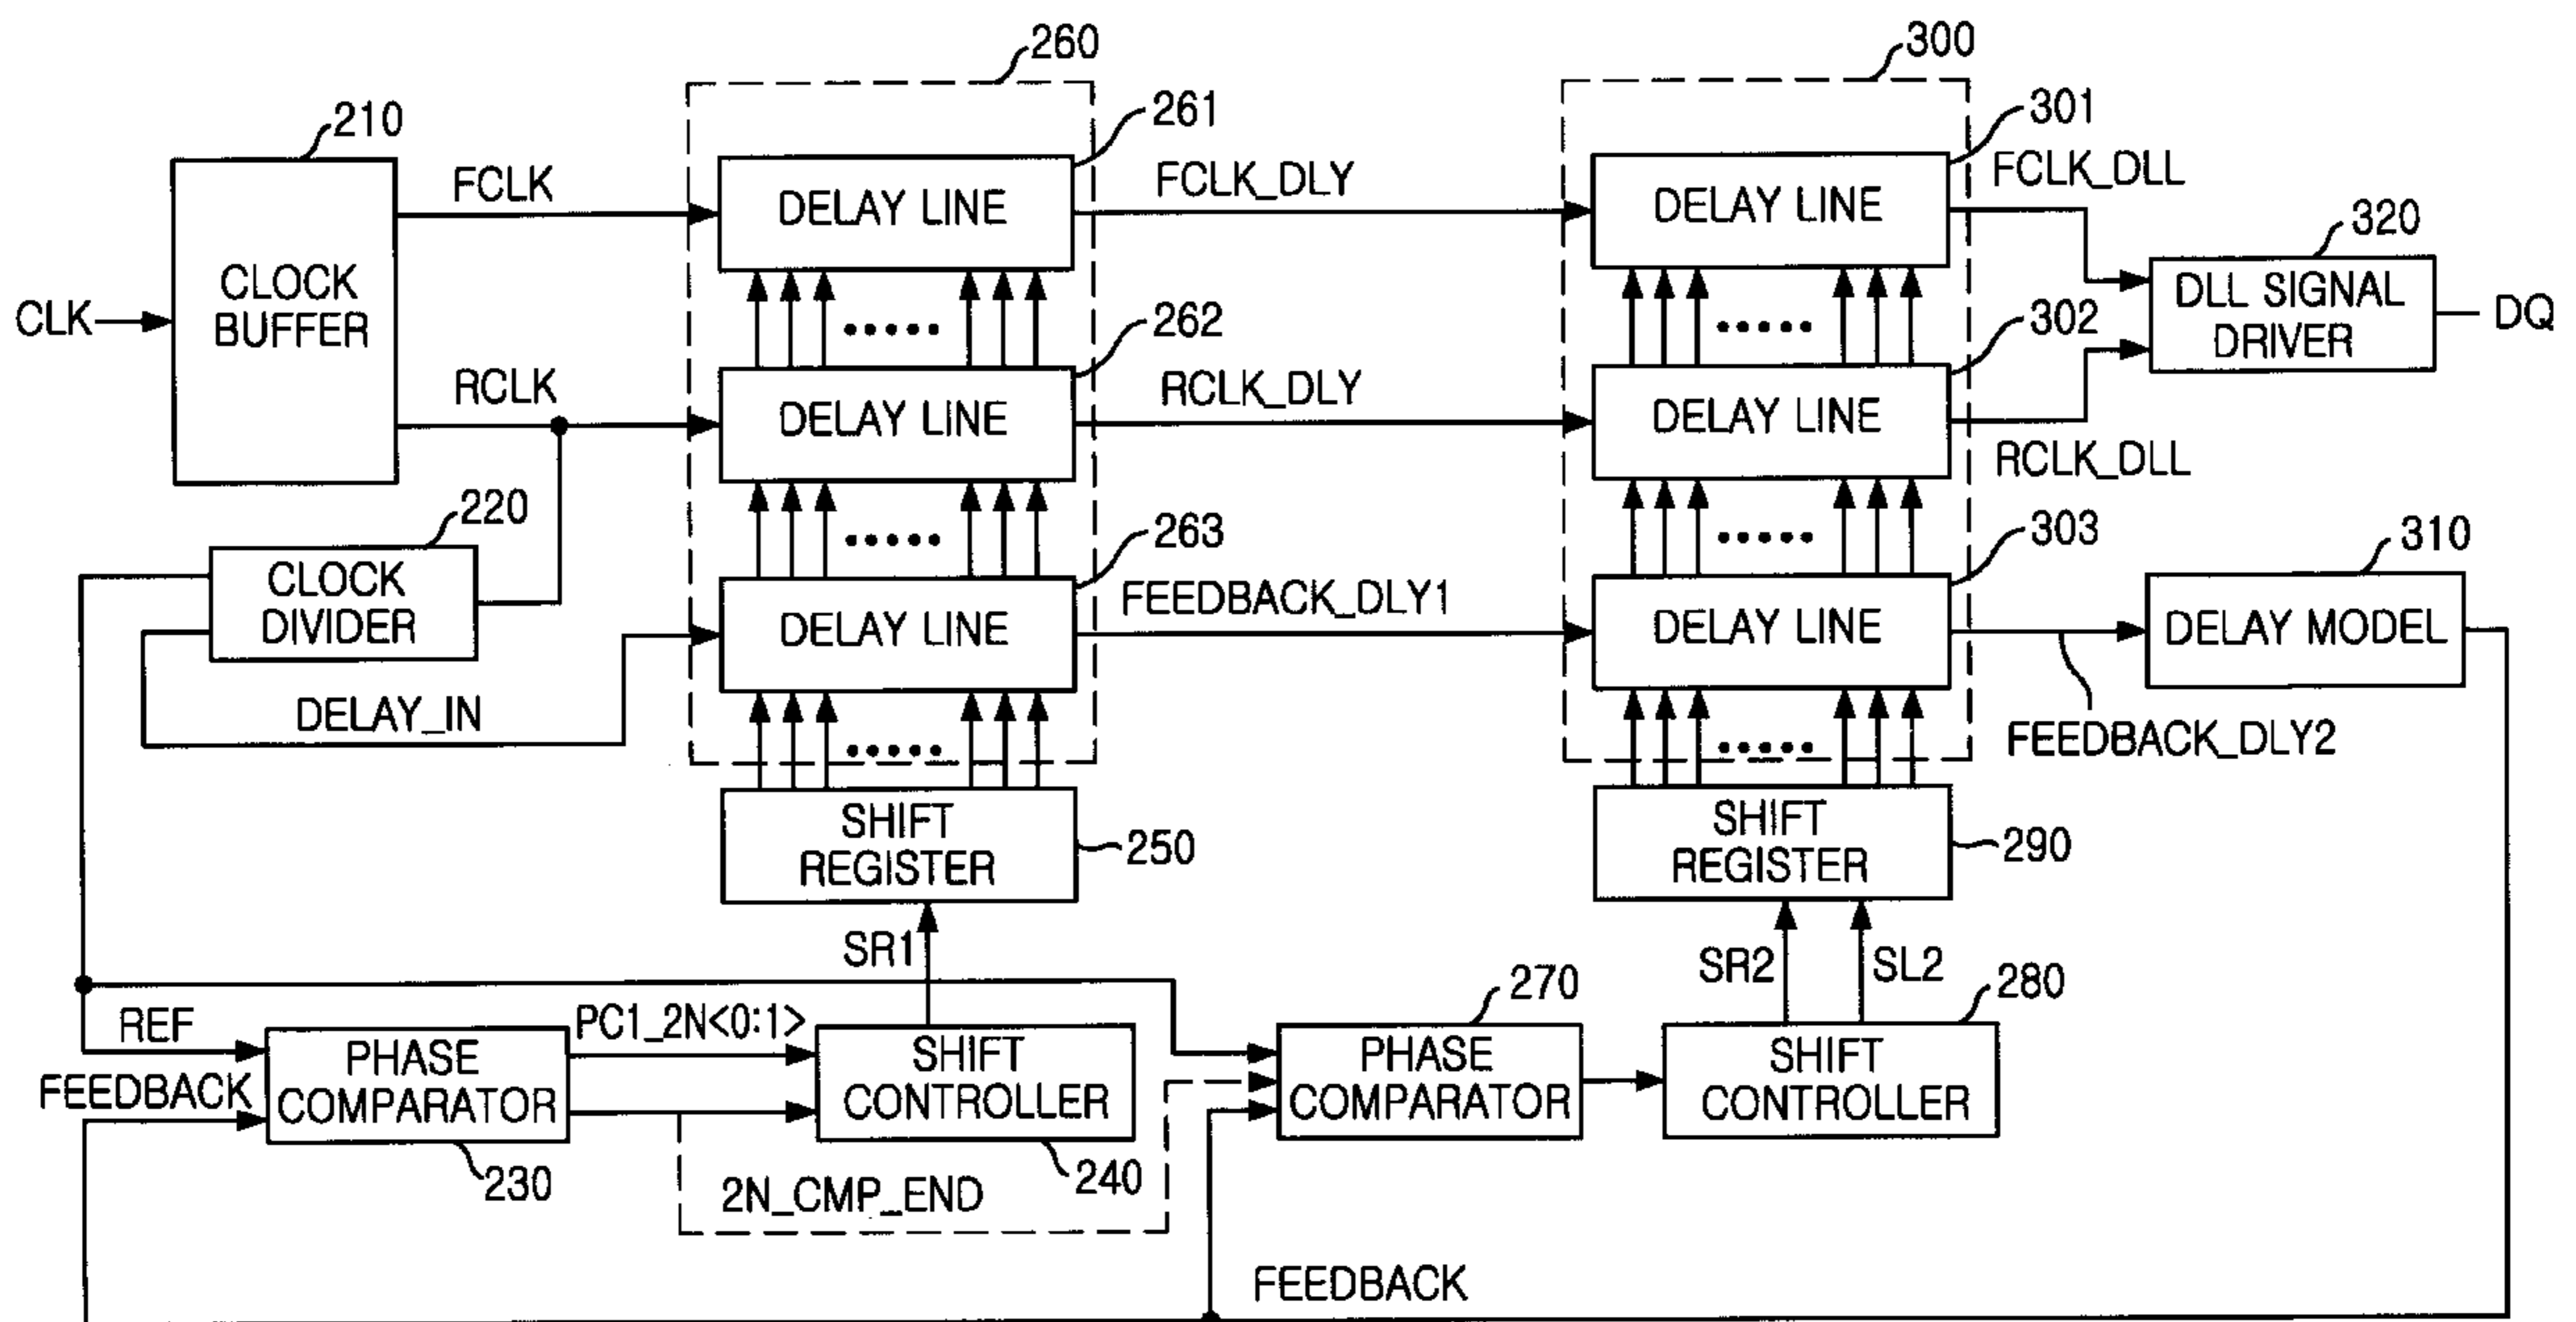 260
300
210
261
301
FCLK
FCLK_DLY
FCLK_DLL
DELAY LINE
DELAY LINE
320
CLK
CLOCK
BUFFER
.....
262
.....
302
DLL SIGNAL
DRIVER
DQ
RCLK
RCLK_DLY
DELAY LINE
DELAY LINE
RCLK_DLL
220
.....
263
.....
303
310
CLOCK
DIVIDER
FEEDBACK_DLY1
DELAY LINE
DELAY LINE
DELAY MODEL
DELAY_IN
.....
.....
FEEDBACK_DLY2
SHIFT
REGISTER
250
SHIFT
REGISTER
290
SR1
SR2
SL2
REF
PC1_2N<0:1>
270
280
FEEDBACK
PHASE
COMPARATOR
SHIFT
CONTROLLER
PHASE
COMPARATOR
SHIFT
CONTROLLER
230
2N_CMP_END
240
FEEDBACK